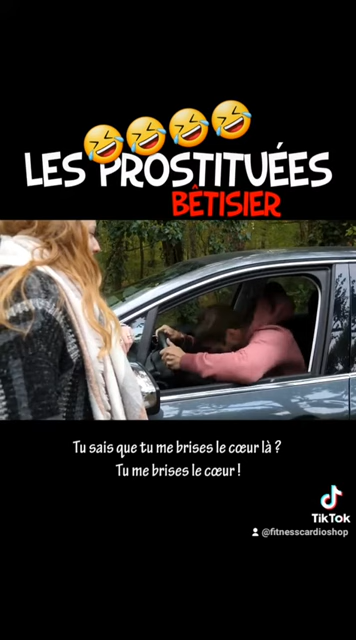 LES PROSTITUÉES
BÊTISIER
Tu sais que tu me brises le cœur là ?
Tu me brises le cœur !
TikTok
@fitnesscardioshop